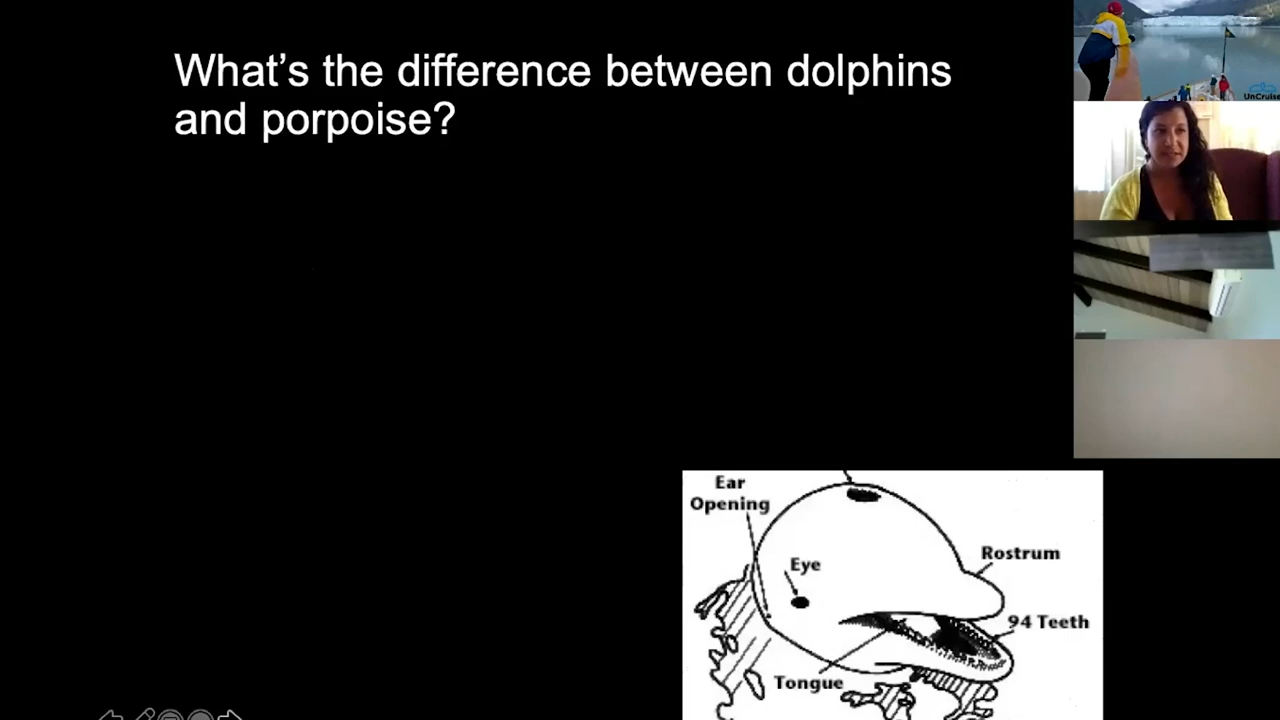 What's the difference between dolphins
and porpoise?
UnCruise
Ear
Opening
Eye
Rostrum
94 Teeth
Tongue